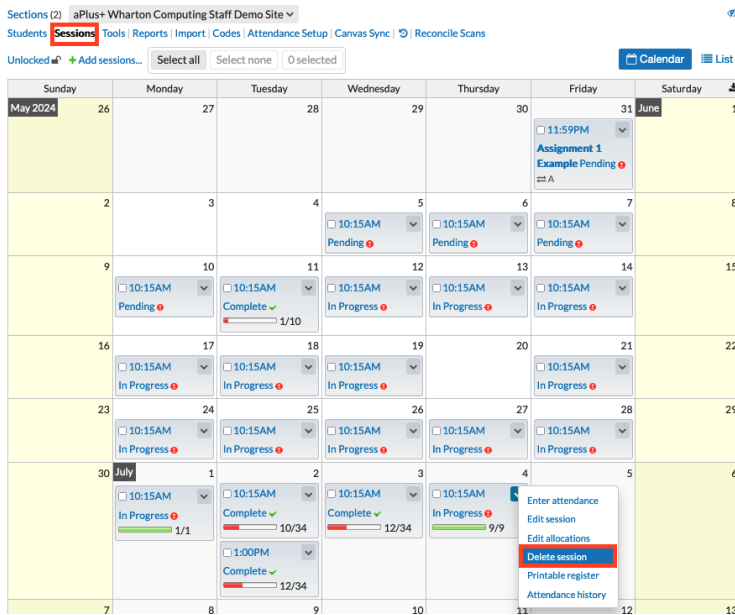 Sections (2) aPlus+ Wharton Computing Staff Demo Site
Students Sessions Tools | Reports | Import | Codes | Attendance Setup | Canvas Sync | | Reconcile Scans
Unlocked + Add sessions... Select all Select none 0 selected Calendar List
Sunday Monday Tuesday Wednesday Thursday Friday Saturday
May 2024 26 27 28 29 30 31 June 1
11:59PM
Assignment 1
Example Pending
A
2 3 4 5 6 7 8
10:15AM 10:15AM 10:15AM
Pending Pending Pending
9 10 11 12 13 14 15
10:15AM 10:15AM 10:15AM 10:15AM 10:15AM
Pending Complete In Progress In Progress In Progress
1/10
16 17 18 19 20 21 22
10:15AM 10:15AM 10:15AM 10:15AM
In Progress In Progress In Progress In Progress
23 24 25 26 27 28 29
10:15AM 10:15AM 10:15AM 10:15AM 10:15AM
In Progress In Progress In Progress In Progress In Progress
30 July 1 2 3 4 5 6
10:15AM 10:15AM 10:15AM 10:15AM
In Progress Complete Complete In Progress
1/1 10/34 12/34 9/9
1:00PM
Complete
12/34
Enter attendance
Edit session
Edit allocations
Delete session
Printable register
Attendance history
7 8 9 10 11 12 13